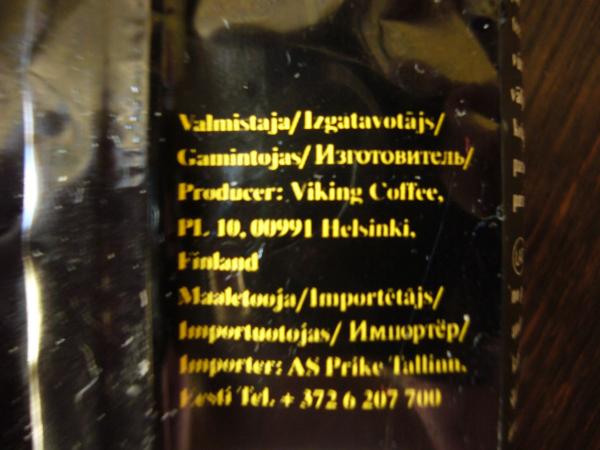 Valmistaja/Izgatavotājs/
Gamintojas/Изготовитель/
Producer: Viking Coffee,
PL 10, 00991 Helsinki,
Finland
Maaletooja/Importētājs/
Importuotojas/ Импортёр/
Importer: AS Prike Tallinn,
Eesti Tel. + 372 6 207 700